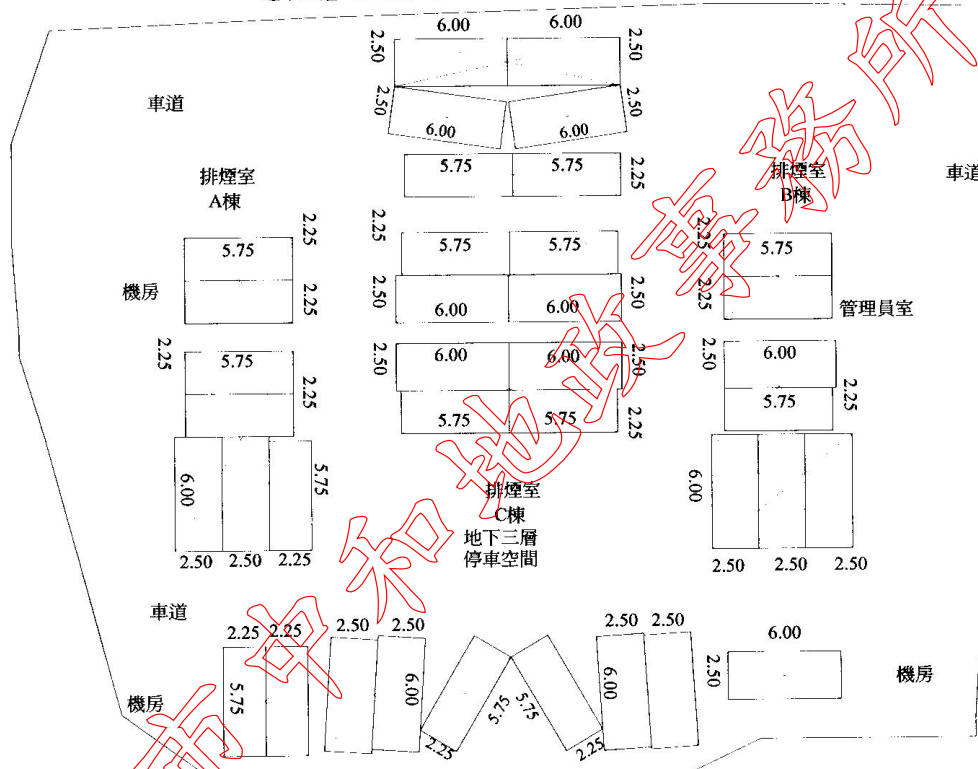 6.00 6.00
2.50 2.50
車道
2.50 2.50
6.00 6.00
排煙室
A棟
5.75 5.75 2.25
排煙室
B棟
車道
2.25 5.75
2.25 5.75 5.75
2.25 5.75
機房 2.25
2.50 6.00 6.00 2.50
2.25 管理員室
2.25 5.75 2.25
2.50 6.00 6.00 2.50
5.75 5.75 2.25
2.50 6.00
5.75 2.25
6.00 5.75
2.50 2.50 2.25
排煙室
C棟
地下三層
停車空間
6.00
2.50 2.50 2.50
車道
2.25 2.25 2.50 2.50
2.50 2.50
6.00
機房 5.75 6.00
5.75 5.75
2.25 2.25
6.00
2.50
機房
市中和地政事務所